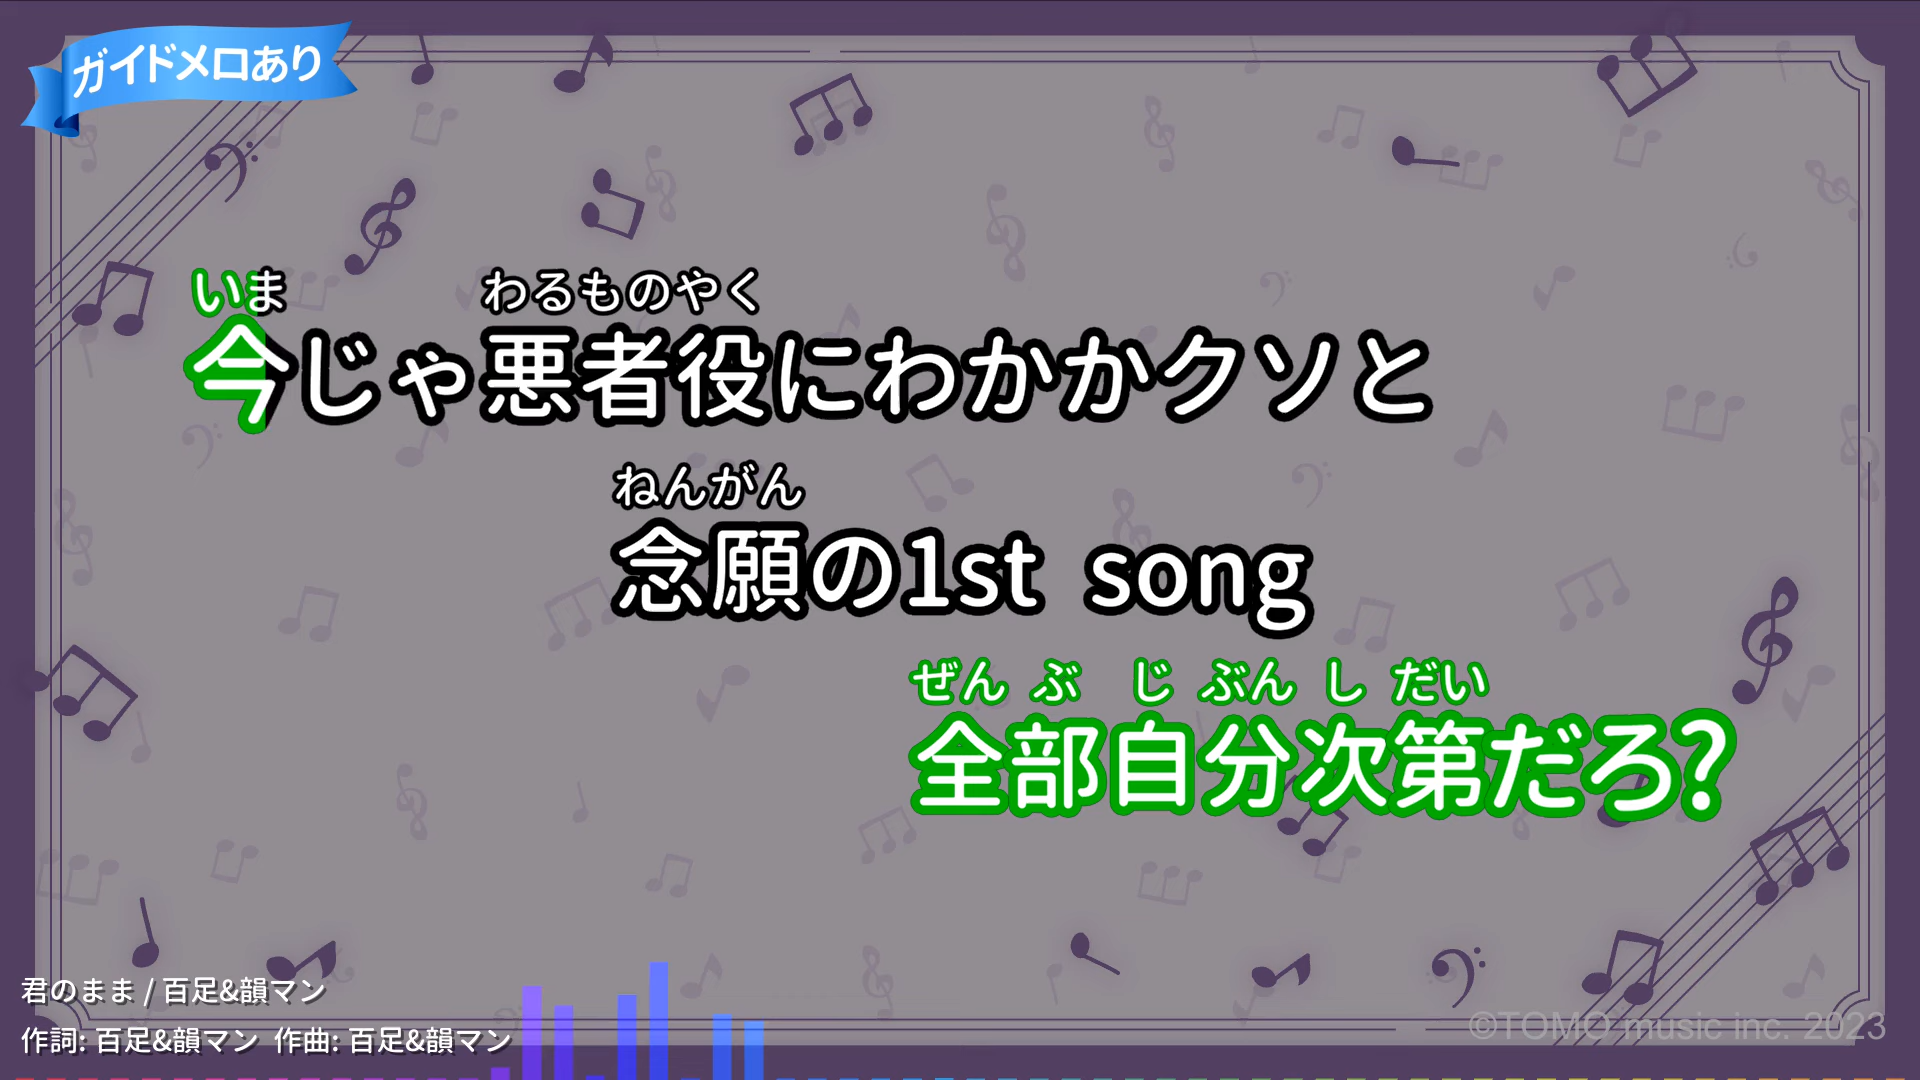 ガイドメロあり
いま わるものやく
今じゃ悪者役にわかかクソと
ねんがん
念願の1st song
ぜん ぶ じ ぶん し だい
全部自分次第だろ?
君のまま / 百足&韻マン
作詞: 百足&韻マン 作曲: 百足&韻マン
©TOMO music inc. 2023